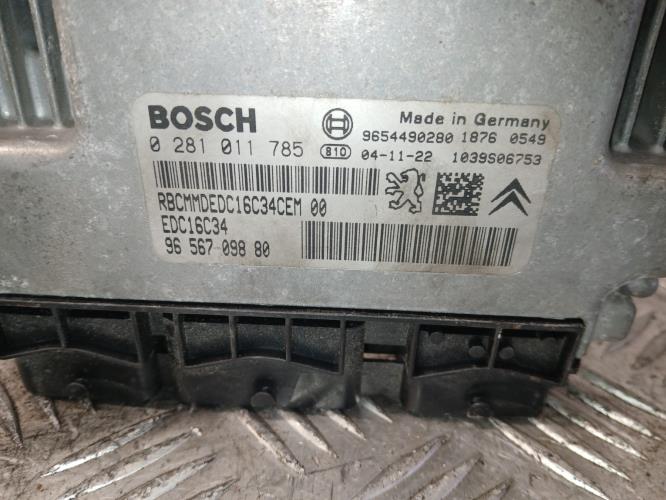 BOSCH
Made in Germany
9654490280 1876 0549
0 281 011 785
810 04-11-22 1039S06753
RBCMMDEDC16C34CEM 00
EDC16C34
96 567 098 80